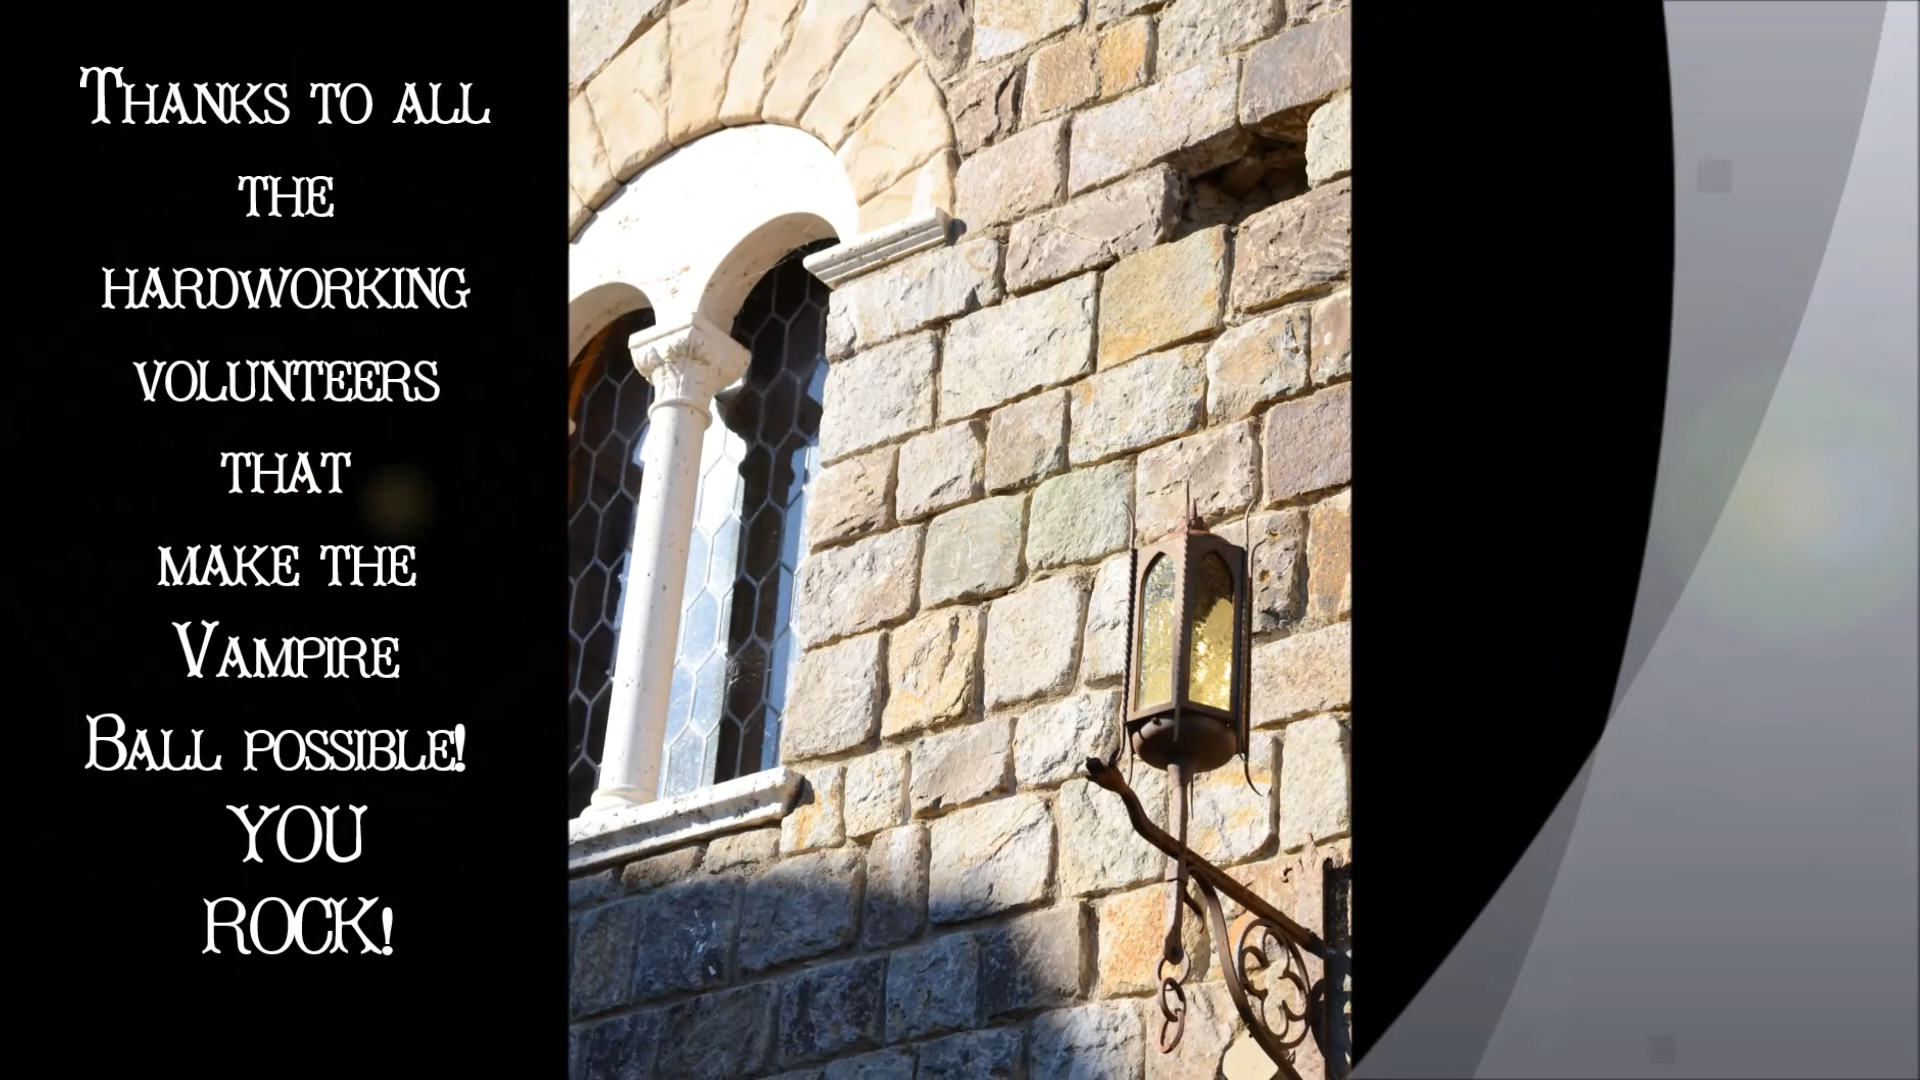 Thanks to all
the
hardworking
volunteers
that
make the
Vampire
Ball possible!
YOU
ROCK!